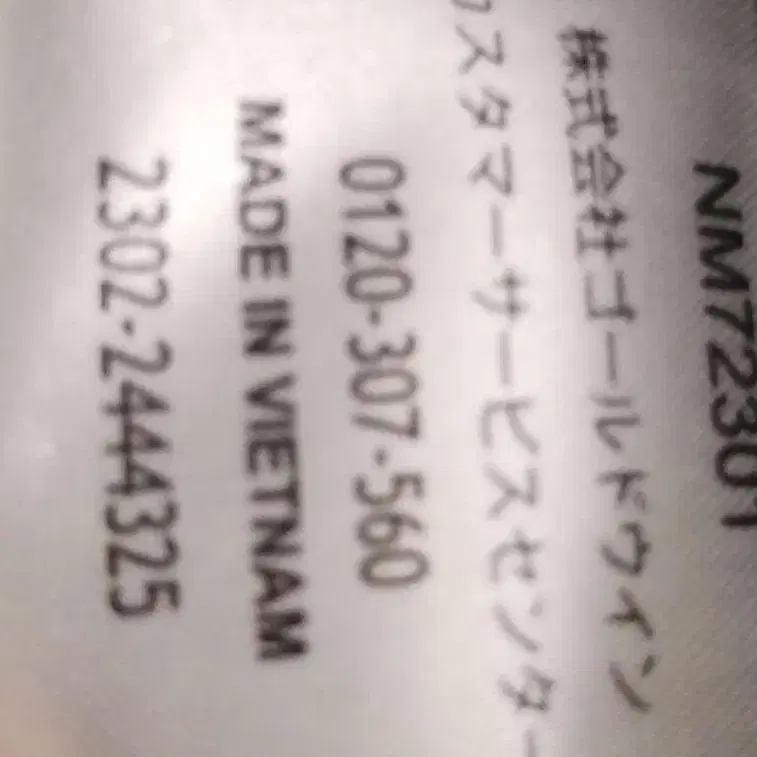 NM72301
株式会社ゴールドウイン
カスタマーサービスセンター
0120-307-560
MADE IN VIETNAM
2302-2444325